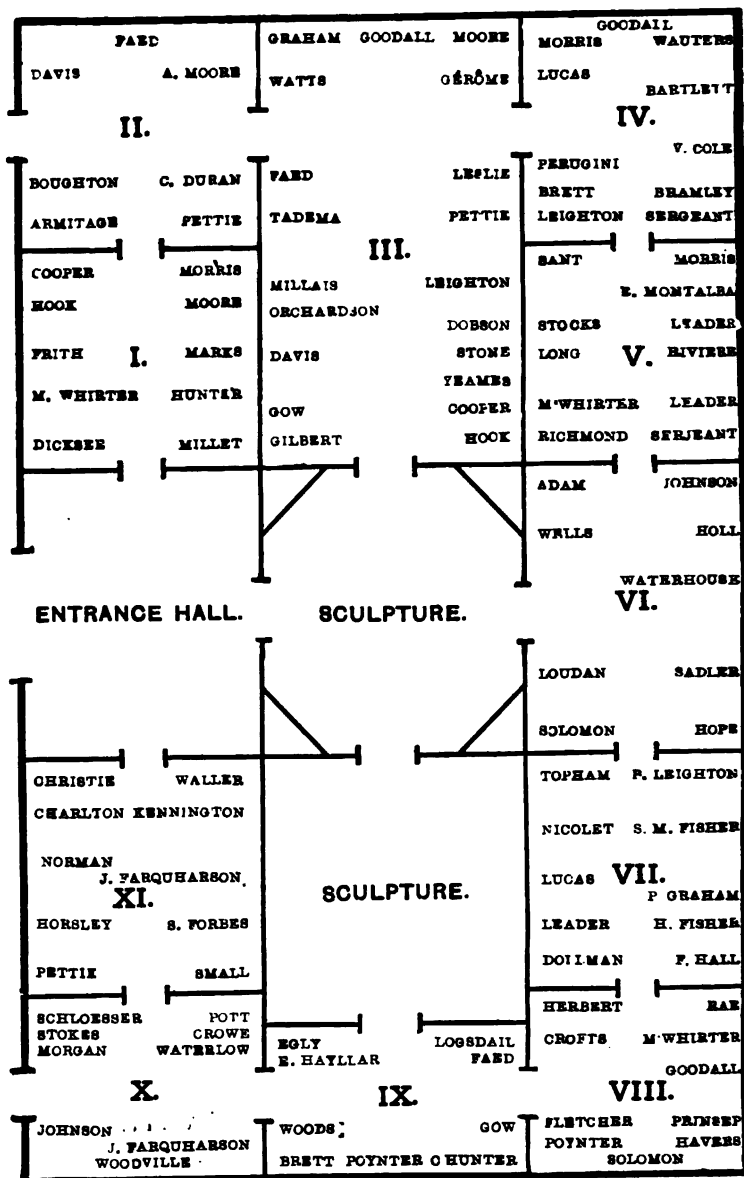 FAED
DAVIS A. MOORE
II.
BOUGHTON C. DURAN
ARMITAGE PETTIE
COOPER MORRIS
HOOK MOORE
FRITH I. MARKS
M. WHIRTER HUNTER
DICKSEE MILLET
GRAHAM GOODALL MOORE
WATTS GÉRÔME
FAED LESLIE
TADEMA PETTIE
III.
MILLAIS LEIGHTON
ORCHARDSON
DOBSON
DAVIS STONE
YEAMES
GOW COOPER
GILBERT HOOK
GOODALL
MORRIS WAUTERS
LUCAS
BARTLETT
IV.
V. COLE
PERUGINI
BRETT BRAMLEY
LEIGHTON SERGEANT
SANT MORRIS
E. MONTALBA
STOCKS LEADER
LONG V. RIVIERE
M'WHIRTER LEADER
RICHMOND SERJEANT
ADAM JOHNSON
WELLS HOLL
WATERHOUSE
VI.
LOUDAN SADLER
SOLOMON HOPE
ENTRANCE HALL.
SCULPTURE.
CHRISTIE WALLER
CHARLTON KENNINGTON
NORMAN
J. FARQUHARSON
XI.
HORSLEY S. FORBES
PETTIE SMALL
SCULPTURE.
TOPHAM
LEIGHTON
NICOLET S. M. FISHER
LUCAS VII.
P GRAHAM
LEADER H. FISHER
DOLLMAN F. HALL
SCHLOESSER POTT
STOKES CROWE
MORGAN WATERLOW
X.
JOHNSON
J. FARQUHARSON
WOODVILLE
EGLY LOGSDAIL
E. HAYLLAR FAED
IX.
WOODS GOW
BRETT POYNTER C HUNTER
HERBERT RAE
CROFTS M'WHIRTER
GOODALL
VIII.
FLETCHER PRINSEP
POYNTER HAVERS
SOLOMON